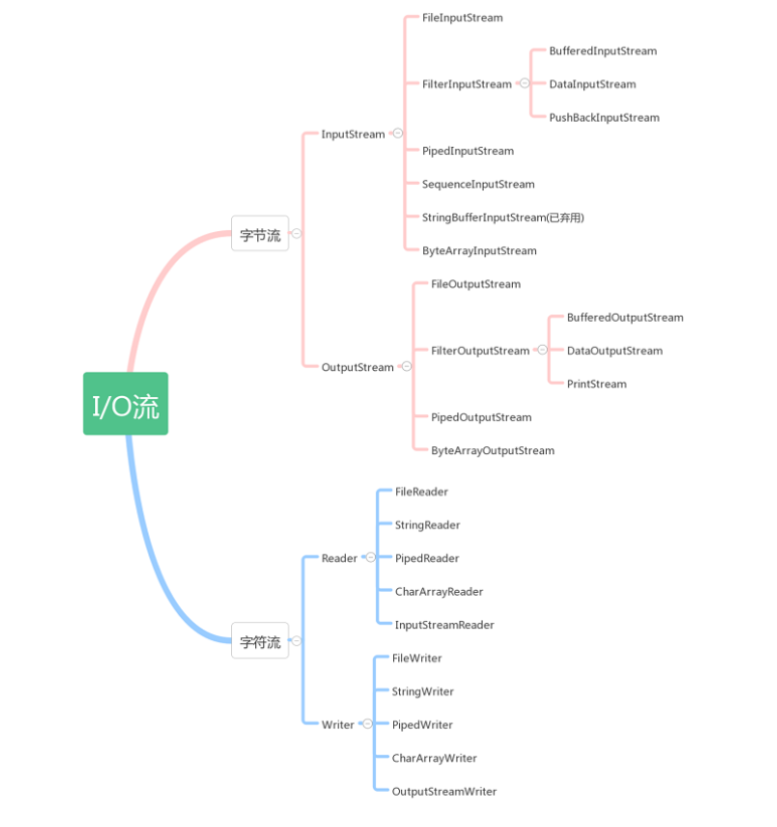 FileInputStream
BufferedInputStream
FilterInputStream
DataInputStream
PushBackInputStream
InputStream
PipedInputStream
SequenceInputStream
StringBufferInputStream(已弃用)
字节流
ByteArrayInputStream
FileOutputStream
BufferedOutputStream
FilterOutputStream
DataOutputStream
OutputStream
PrintStream
I/O流
PipedOutputStream
ByteArrayOutputStream
FileReader
StringReader
Reader
PipedReader
CharArrayReader
InputStreamReader
字符流
FileWriter
StringWriter
Writer
PipedWriter
CharArrayWriter
OutputStreamWriter